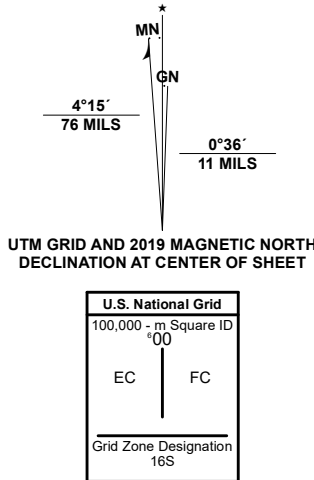 ★
MN
GN
4°15´
76 MILS
0°36´
11 MILS
UTM GRID AND 2019 MAGNETIC NORTH
DECLINATION AT CENTER OF SHEET
U.S. National Grid
100,000 - m Square ID
⁶00
EC FC
Grid Zone Designation
16S